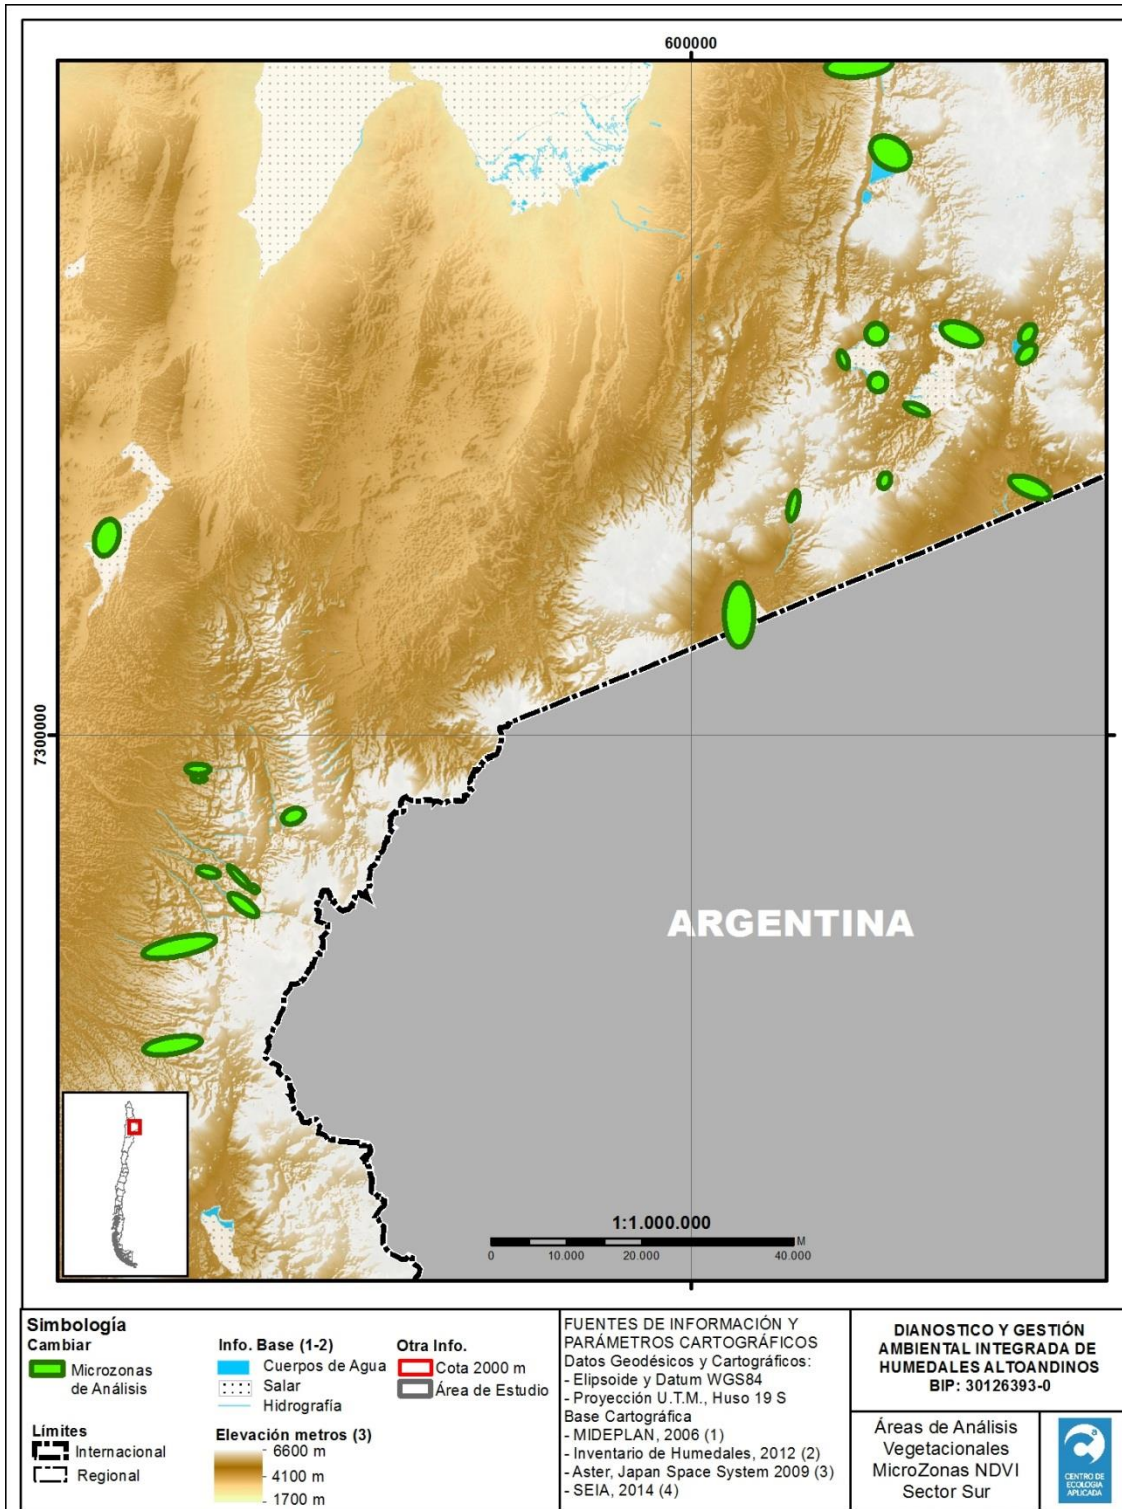 600000
7300000
ARGENTINA
1:1.000.000
M
0 10.000 20.000 40.000
Simbología
Cambiar
Microzonas
de Análisis
Límites
Internacional
Regional
Info. Base (1-2)
Cuerpos de Agua
Salar
Hidrografía
Elevación metros (3)
6600 m
4100 m
1700 m
Otra Info.
Cota 2000 m
Área de Estudio
FUENTES DE INFORMACIÓN Y
PARÁMETROS CARTOGRÁFICOS
Datos Geodésicos y Cartográficos:
- Elipsoide y Datum WGS84
- Proyección U.T.M., Huso 19 S
Base Cartográfica
- MIDEPLAN, 2006 (1)
- Inventario de Humedales, 2012 (2)
- Aster, Japan Space System 2009 (3)
- SEIA, 2014 (4)
DIANOSTICO Y GESTIÓN
AMBIENTAL INTEGRADA DE
HUMEDALES ALTOANDINOS
BIP: 30126393-0
Áreas de Análisis
Vegetacionales
MicroZonas NDVI
Sector Sur
CENTRO DE
ECOLOGÍA
APLICADA